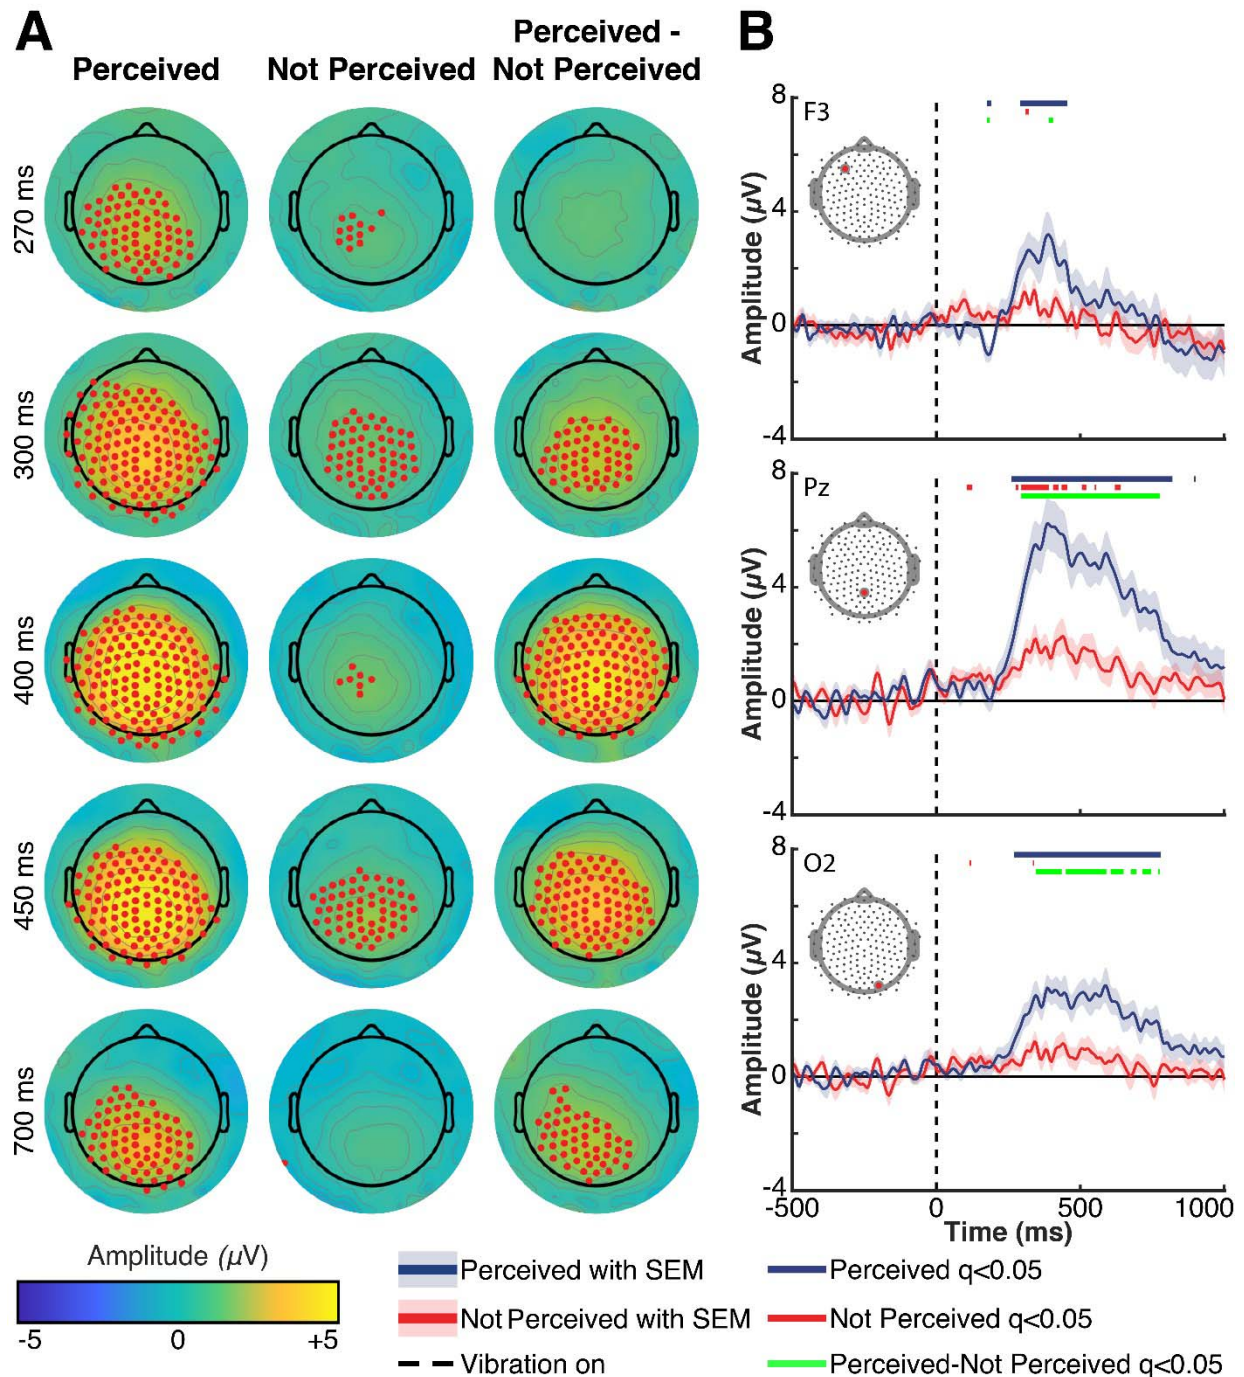 A
B
Perceived
Not Perceived
Perceived -
Not Perceived
270 ms
300 ms
400 ms
450 ms
700 ms
8
F3
4
0
-4
Amplitude (µV)
8
Pz
4
0
-4
Amplitude (µV)
8
O2
4
0
-4
Amplitude (µV)
-500
0
500
1000
Time (ms)
Amplitude (µV)
-5
0
+5
Perceived with SEM
Not Perceived with SEM
Vibration on
Perceived q<0.05
Not Perceived q<0.05
Perceived-Not Perceived q<0.05